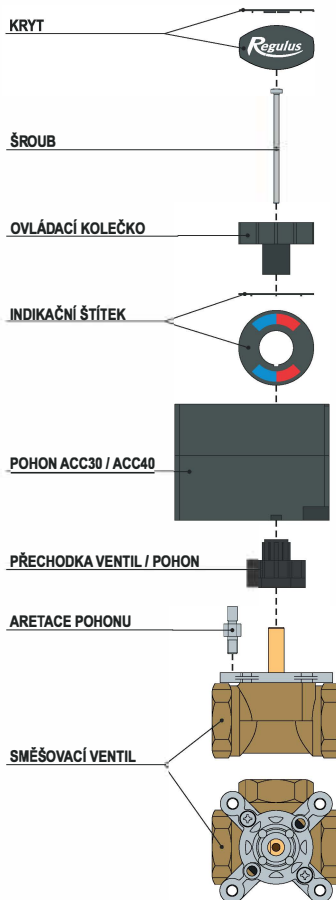 KRYT
Regulus
ŠROUB
OVLÁDACÍ KOLEČKO
INDIKAČNÍ ŠTÍTEK
POHON ACC30 / ACC40
PŘECHODKA VENTIL / POHON
ARETACE POHONU
SMĚŠOVACÍ VENTIL